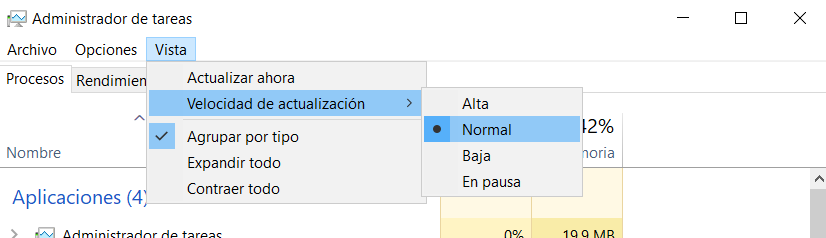 Administrador de tareas
Archivo Opciones Vista
Procesos Rendimien
Actualizar ahora
Velocidad de actualización
Agrupar por tipo
Expandir todo
Contraer todo
Alta
Normal
Baja
En pausa
42%
Nombre
moria
Aplicaciones (4)
Administrador de tareas 0% 19,9 MB